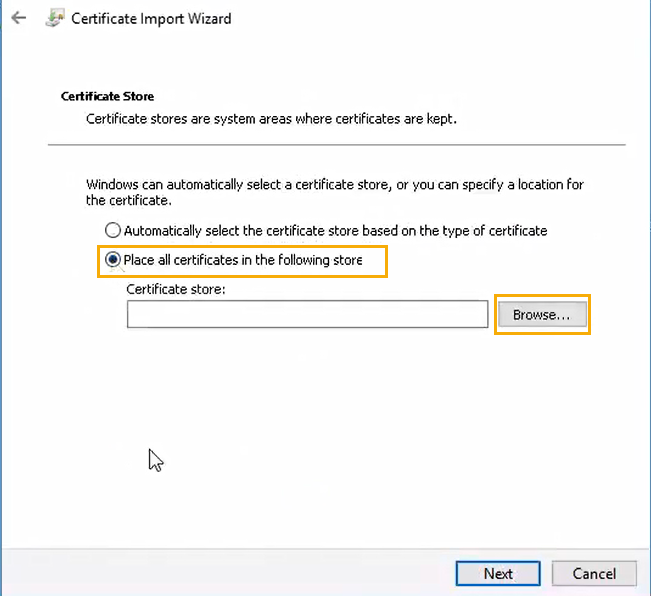 Certificate Import Wizard
Certificate Store
Certificate stores are system areas where certificates are kept.
Windows can automatically select a certificate store, or you can specify a location for
the certificate.
Automatically select the certificate store based on the type of certificate
Place all certificates in the following store
Certificate store:
Browse...
Next
Cancel